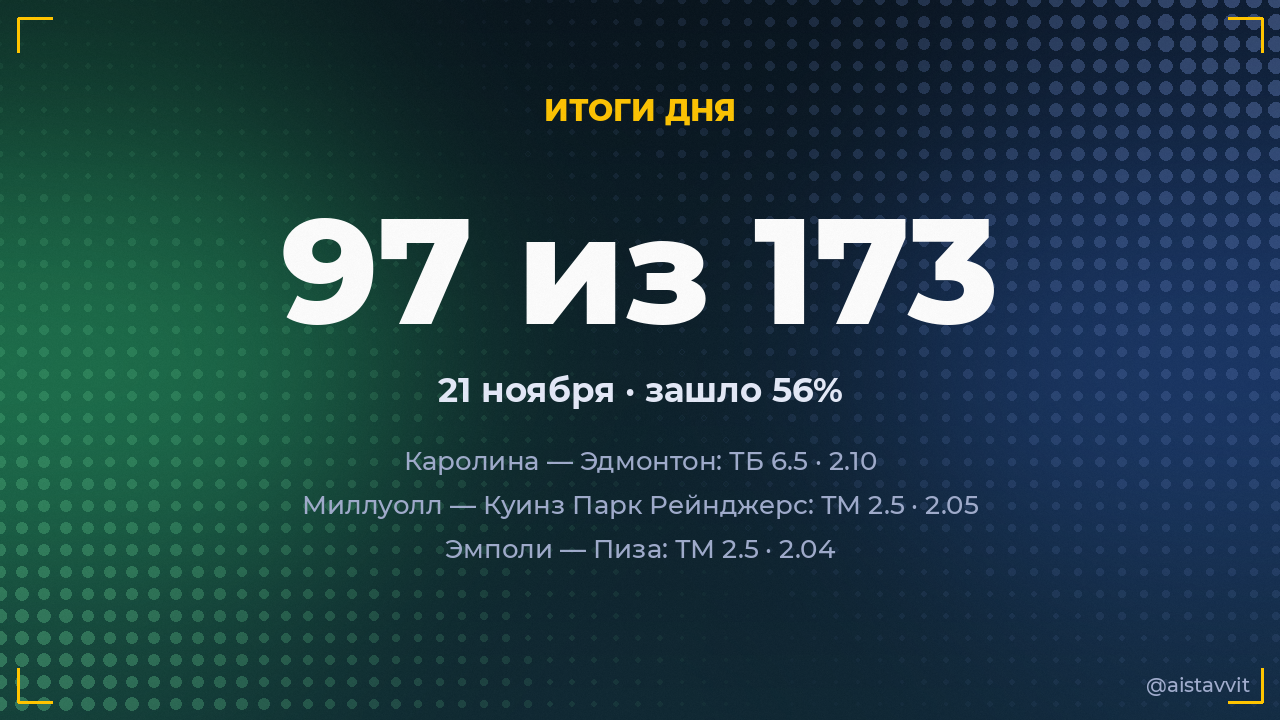 ИТОГИ ДНЯ
97 из 173
21 ноября · зашло 56%
Каролина — Эдмонтон: ТБ 6.5 · 2.10
Миллуолл — Куинз Парк Рейнджерс: ТМ 2.5 · 2.05
Эмполи — Пиза: ТМ 2.5 · 2.04
@aistavvit